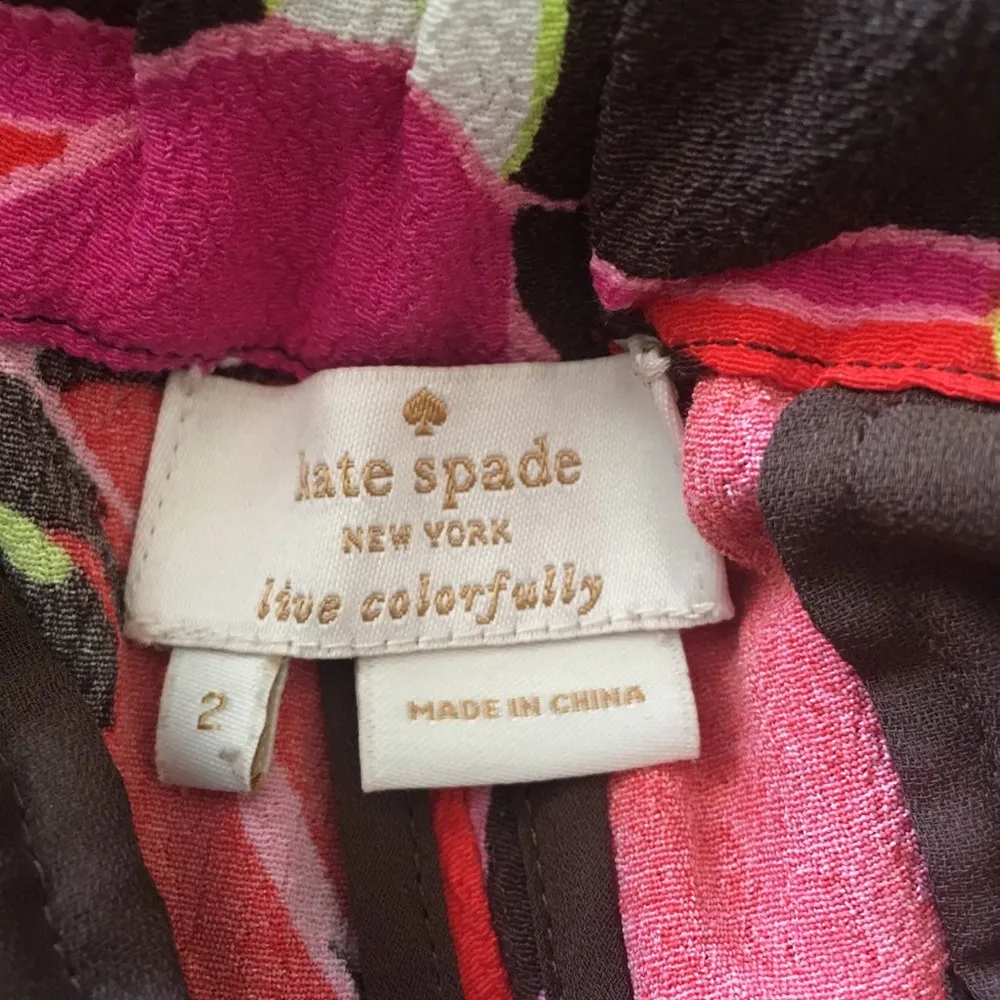 kate spade
NEW YORK
live colorfully
2
MADE IN CHINA